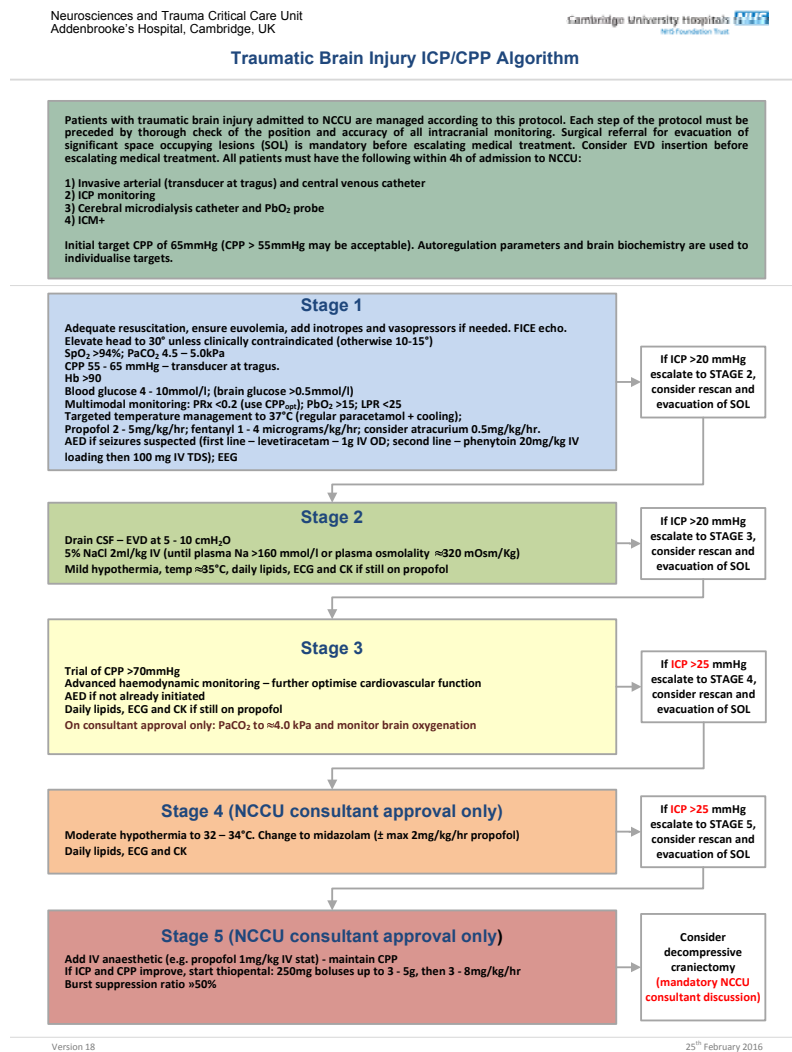 Neurosciences and Trauma Critical Care Unit
Addenbrooke's Hospital, Cambridge, UK
Cambridge University Hospitals NHS
NHS Foundation Trust
Traumatic Brain Injury ICP/CPP Algorithm
Patients with traumatic brain injury admitted to NCCU are managed according to this protocol. Each step of the protocol must be
preceded by thorough check of the position and accuracy of all intracranial monitoring. Surgical referral for evacuation of
significant space occupying lesions (SOL) is mandatory before escalating medical treatment. Consider EVD insertion before
escalating medical treatment. All patients must have the following within 4h of admission to NCCU:
1) Invasive arterial (transducer at tragus) and central venous catheter
2) ICP monitoring
3) Cerebral microdialysis catheter and PbO₂ probe
4) ICM+
Initial target CPP of 65mmHg (CPP > 55mmHg may be acceptable). Autoregulation parameters and brain biochemistry are used to
individualise targets.
Stage 1
Adequate resuscitation, ensure euvolemia, add inotropes and vasopressors if needed. FICE echo.
Elevate head to 30° unless clinically contraindicated (otherwise 10-15°)
SpO₂ >94%; PaCO₂ 4.5 – 5.0kPa
CPP 55 - 65 mmHg – transducer at tragus.
Hb >90
Blood glucose 4 - 10mmol/l; (brain glucose >0.5mmol/l)
Multimodal monitoring: PRx <0.2 (use CPPopt); PbO₂ >15; LPR <25
Targeted temperature management to 37°C (regular paracetamol + cooling);
Propofol 2 - 5mg/kg/hr; fentanyl 1 - 4 micrograms/kg/hr; consider atracurium 0.5mg/kg/hr.
AED if seizures suspected (first line – levetiracetam – 1g IV OD; second line – phenytoin 20mg/kg IV
loading then 100 mg IV TDS); EEG
If ICP >20 mmHg
escalate to STAGE 2,
consider rescan and
evacuation of SOL
Stage 2
Drain CSF – EVD at 5 - 10 cmH₂O
5% NaCl 2ml/kg IV (until plasma Na >160 mmol/l or plasma osmolality ≈320 mOsm/Kg)
Mild hypothermia, temp ≈35°C, daily lipids, ECG and CK if still on propofol
If ICP >20 mmHg
escalate to STAGE 3,
consider rescan and
evacuation of SOL
Stage 3
Trial of CPP >70mmHg
Advanced haemodynamic monitoring – further optimise cardiovascular function
AED if not already initiated
Daily lipids, ECG and CK if still on propofol
On consultant approval only: PaCO₂ to ≈4.0 kPa and monitor brain oxygenation
If ICP >25 mmHg
escalate to STAGE 4,
consider rescan and
evacuation of SOL
Stage 4 (NCCU consultant approval only)
Moderate hypothermia to 32 – 34°C. Change to midazolam (± max 2mg/kg/hr propofol)
Daily lipids, ECG and CK
If ICP >25 mmHg
escalate to STAGE 5,
consider rescan and
evacuation of SOL
Stage 5 (NCCU consultant approval only)
Add IV anaesthetic (e.g. propofol 1mg/kg IV stat) - maintain CPP
If ICP and CPP improve, start thiopental: 250mg boluses up to 3 - 5g, then 3 - 8mg/kg/hr
Burst suppression ratio »50%
Consider
decompressive
craniectomy
(mandatory NCCU
consultant discussion)
Version 18
25th February 2016